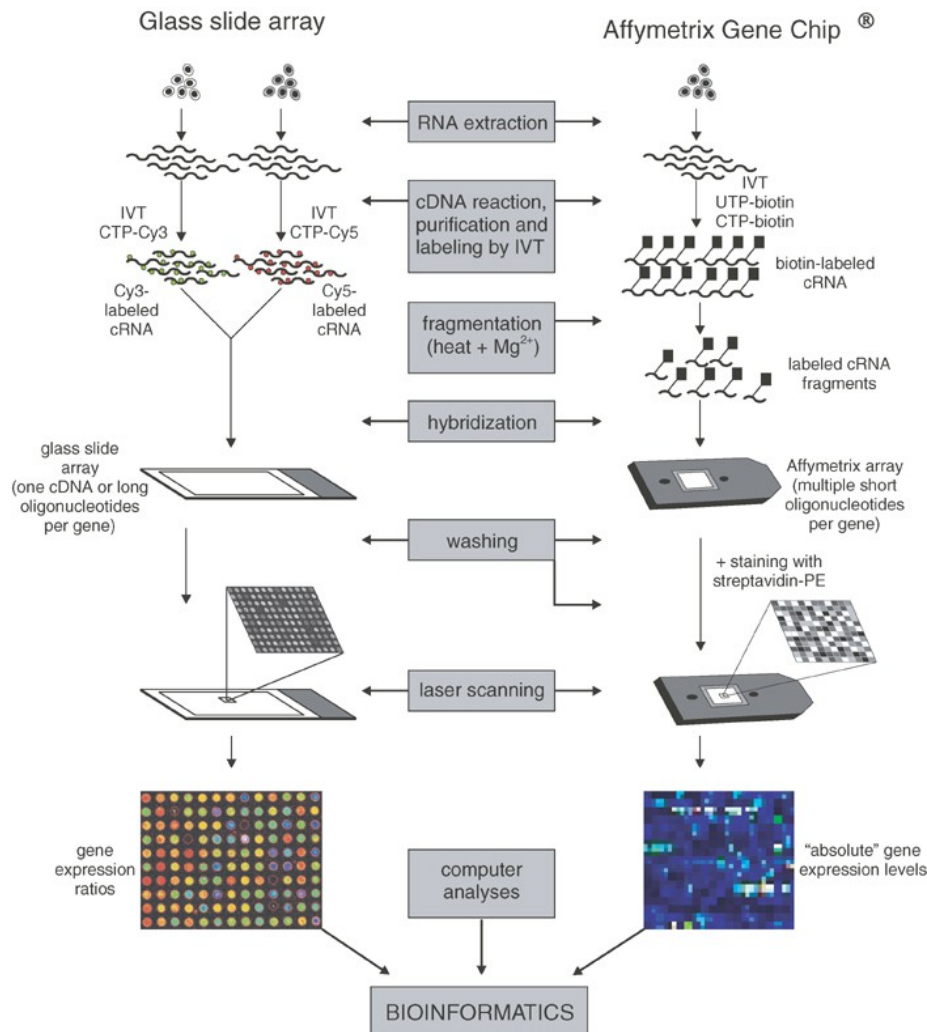 Glass slide array
Affymetrix Gene Chip ®
RNA extraction
cDNA reaction,
purification and
labeling by IVT
IVT
CTP-Cy3
IVT
CTP-Cy5
IVT
UTP-biotin
CTP-biotin
Cy3-
labeled
cRNA
Cy5-
labeled
cRNA
biotin-labeled
cRNA
fragmentation
(heat + Mg²⁺)
labeled cRNA
fragments
hybridization
glass slide
array
(one cDNA or long
oligonucleotides
per gene)
Affymetrix array
(multiple short
oligonucleotides
per gene)
washing
+ staining with
streptavidin-PE
laser scanning
gene
expression
ratios
computer
analyses
“absolute” gene
expression levels
BIOINFORMATICS